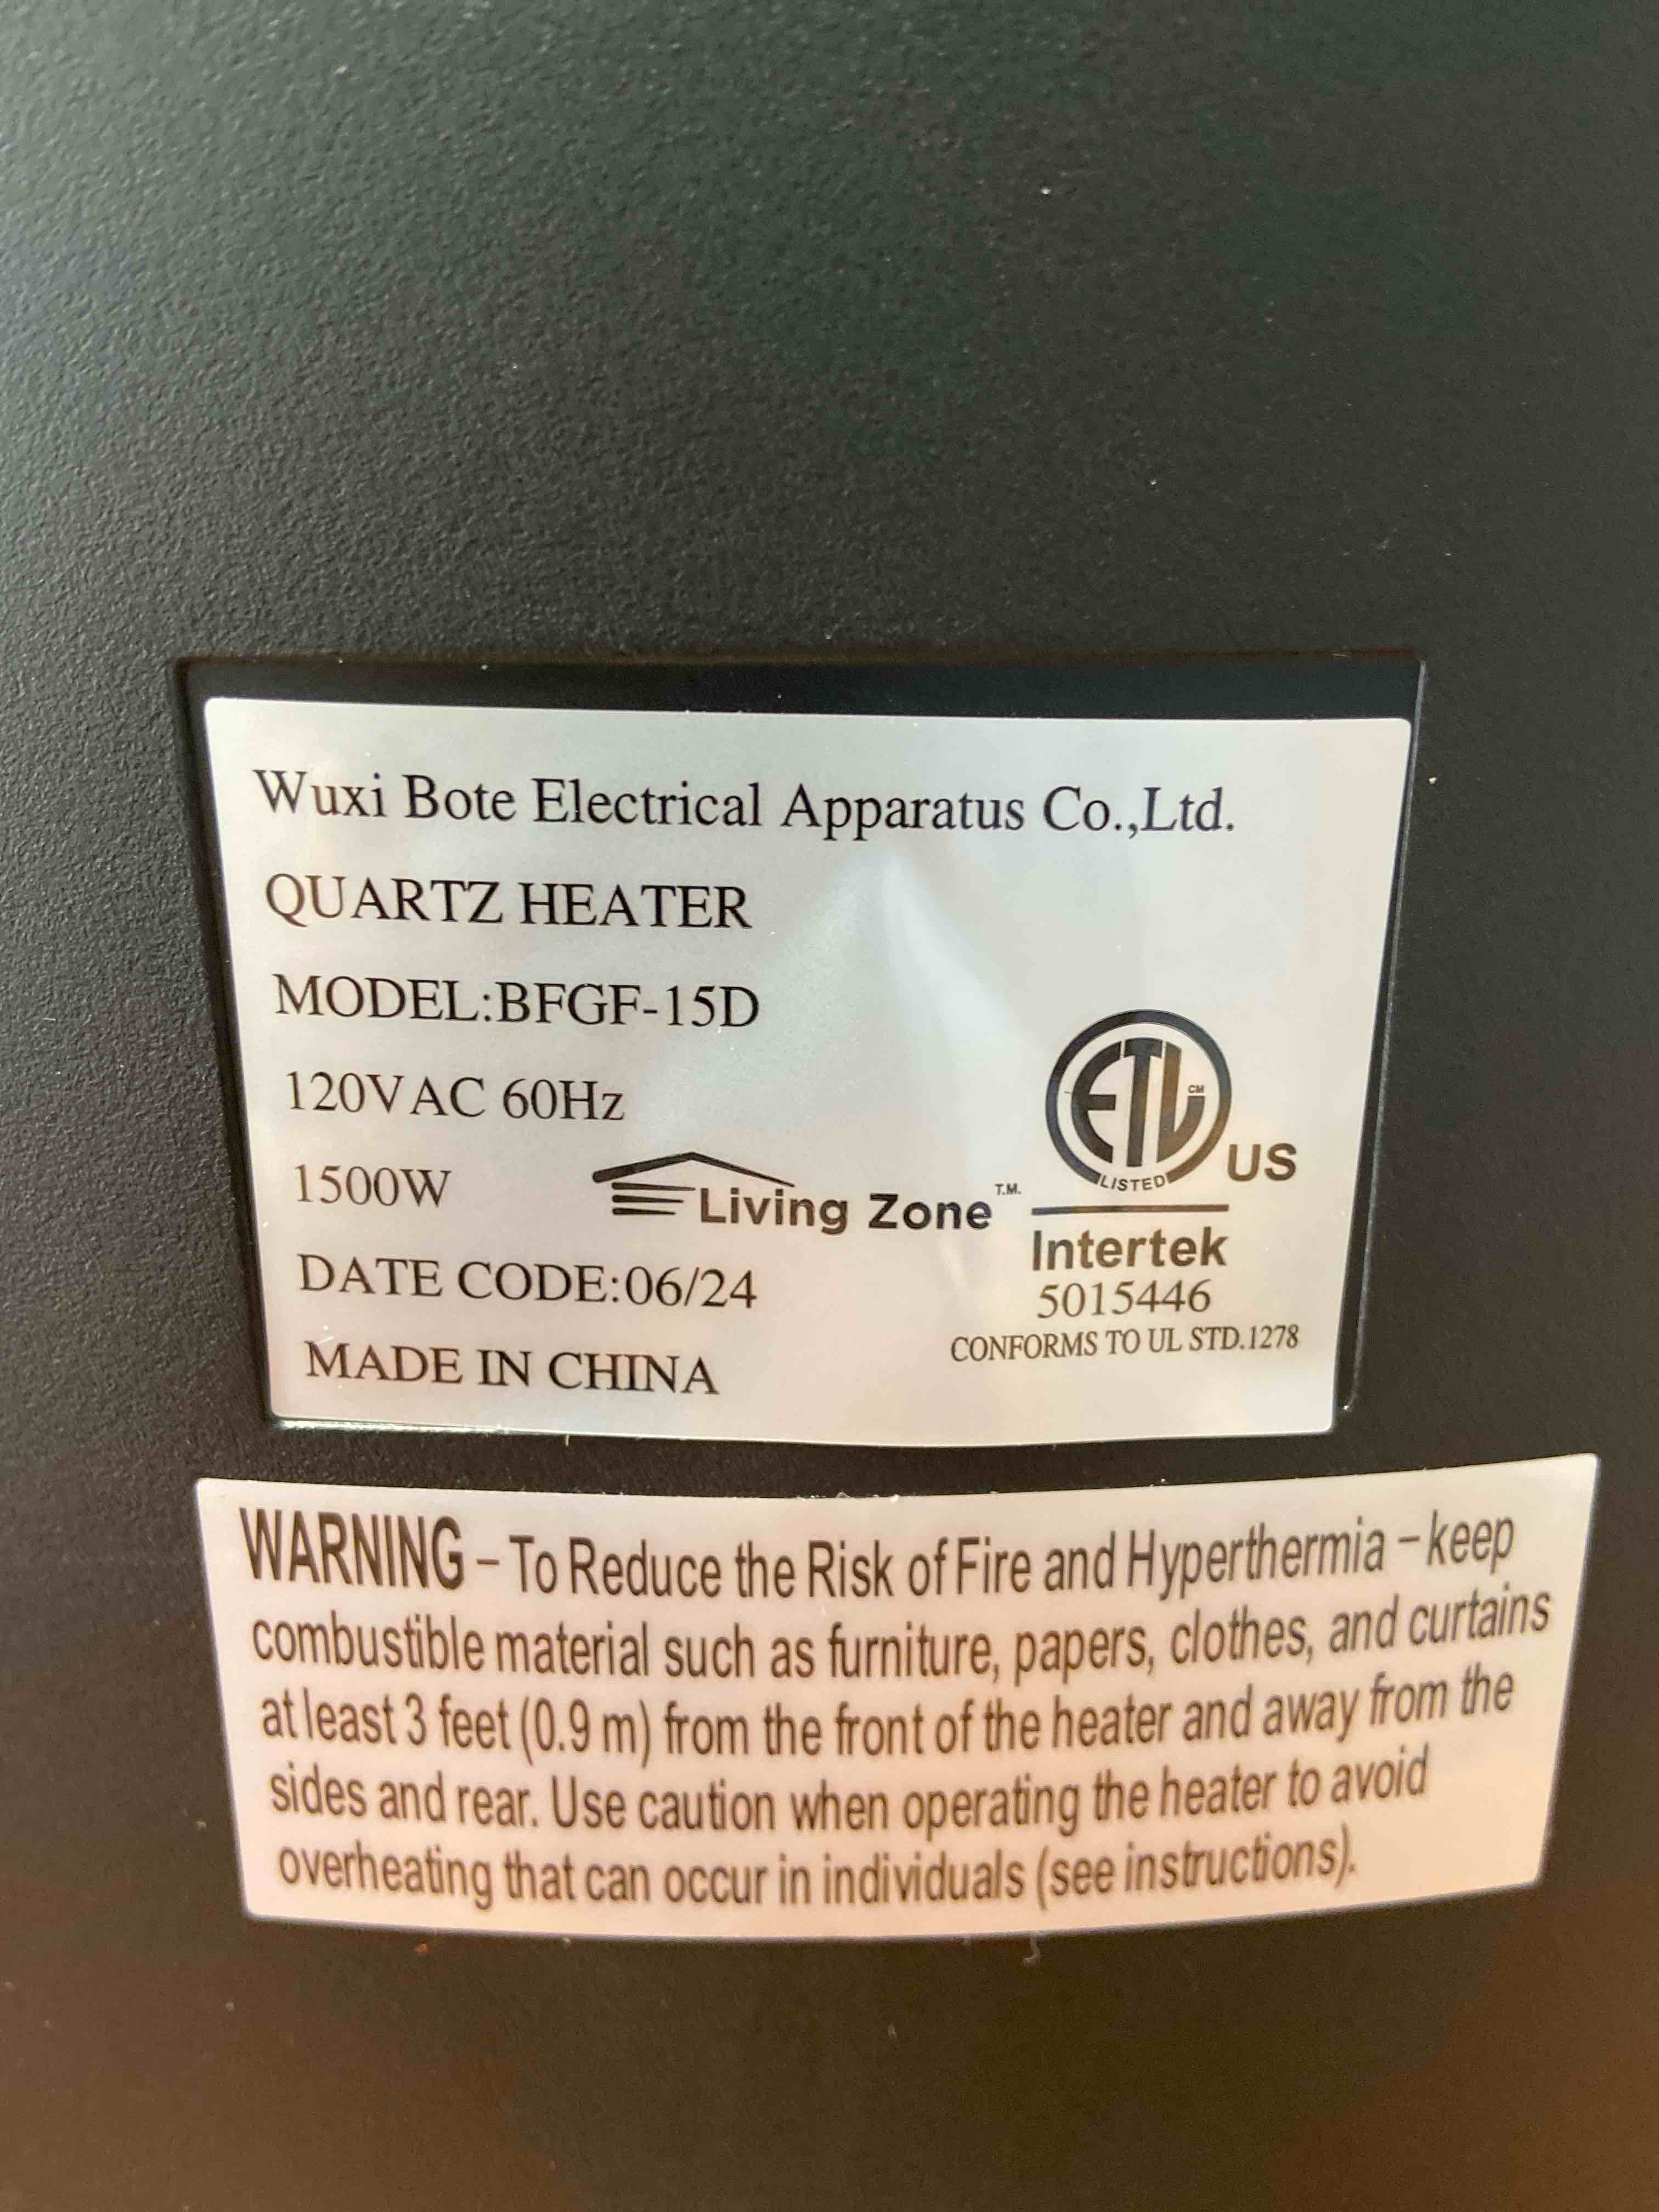 Wuxi Bote Electrical Apparatus Co.,Ltd.
QUARTZ HEATER
MODEL:BFGF-15D
120VAC 60Hz
1500W
Living Zone T.M.
DATE CODE:06/24
MADE IN CHINA
ETL CM
LISTED
US
Intertek
5015446
CONFORMS TO UL STD.1278
WARNING – To Reduce the Risk of Fire and Hyperthermia – keep
combustible material such as furniture, papers, clothes, and curtains
at least 3 feet (0.9 m) from the front of the heater and away from the
sides and rear. Use caution when operating the heater to avoid
overheating that can occur in individuals (see instructions).